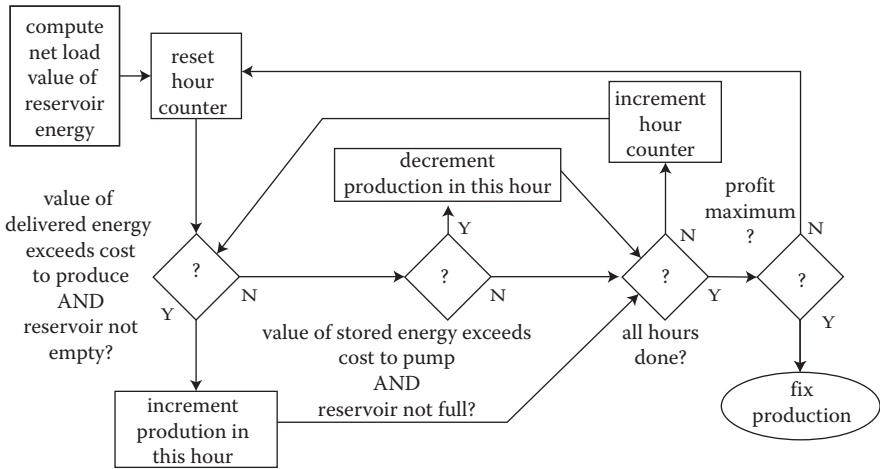 compute
net load
value of
reservoir
energy
reset
hour
counter
increment
hour
counter
decrement
production in this hour
profit
maximum
?
value of
delivered energy
exceeds cost
to produce
AND
reservoir not
empty?
?
N
Y
?
Y
N
value of stored energy exceeds
cost to pump
AND
reservoir not full?
?
N
Y
all hours
done?
?
N
Y
increment
prodution in
this hour
fix
production